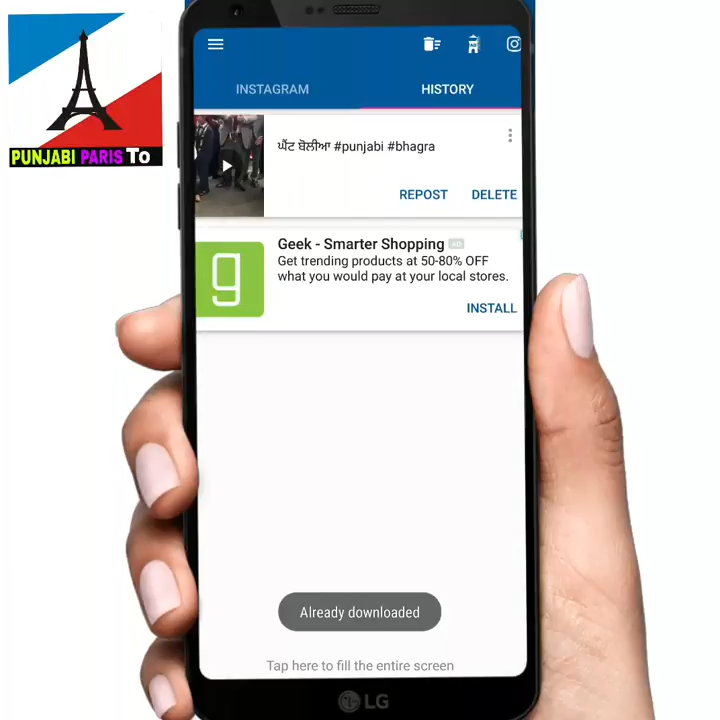 PUNJABI PARIS To
INSTAGRAM
HISTORY
ਘੈਂਟ ਬੋਲੀਆ #punjabi #bhagra
REPOST
DELETE
Geek - Smarter Shopping AD
Get trending products at 50-80% OFF
what you would pay at your local stores.
g
INSTALL
Already downloaded
Tap here to fill the entire screen
LG